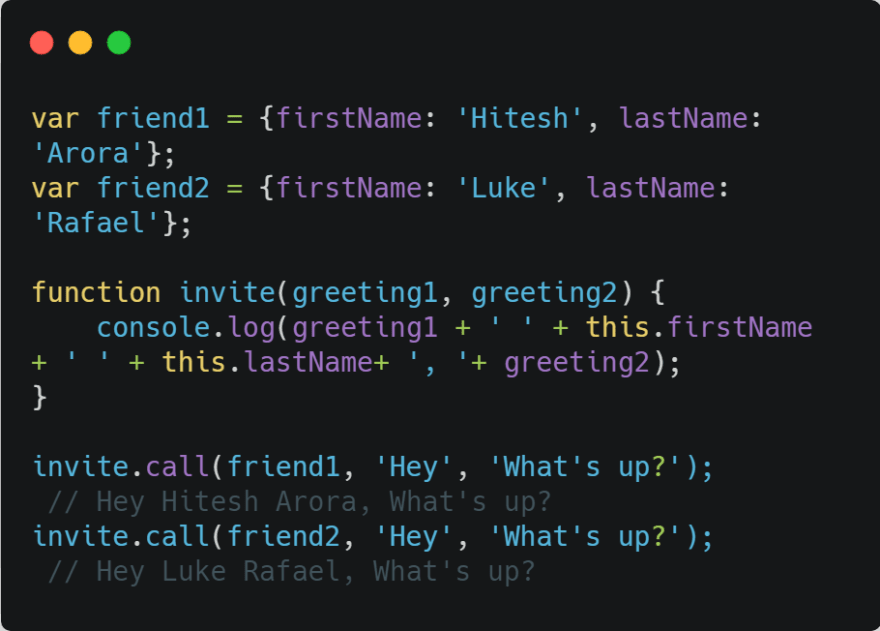 var friend1 = {firstName: 'Hitesh', lastName:
'Arora'};
var friend2 = {firstName: 'Luke', lastName:
'Rafael'};
function invite(greeting1, greeting2) {
    console.log(greeting1 + ' ' + this.firstName
+ ' ' + this.lastName+ ', '+ greeting2);
}
invite.call(friend1, 'Hey', 'What's up?');
 // Hey Hitesh Arora, What's up?
invite.call(friend2, 'Hey', 'What's up?');
 // Hey Luke Rafael, What's up?